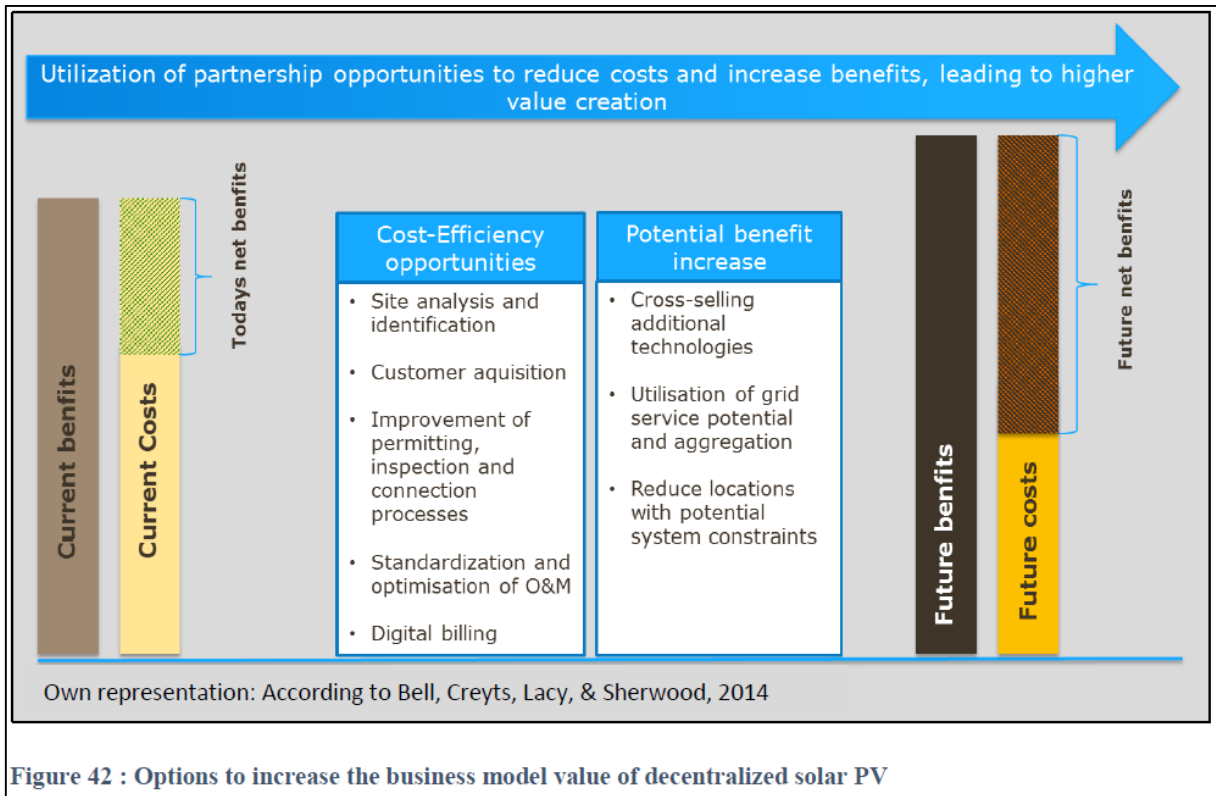 Utilization of partnership opportunities to reduce costs and increase benefits, leading to higher
value creation
Current benfits
Current Costs
Todays net benfits
Cost-Efficiency
opportunities
• Site analysis and
identification
• Customer aquisition
• Improvement of
permitting,
inspection and
connection
processes
• Standardization and
optimisation of O&M
• Digital billing
Potential benefit
increase
• Cross-selling
additional
technologies
• Utilisation of grid
service potential
and aggregation
• Reduce locations
with potential
system constraints
Future benfits
Future costs
Future net benefits
Own representation: According to Bell, Creyts, Lacy, & Sherwood, 2014
Figure 42 : Options to increase the business model value of decentralized solar PV